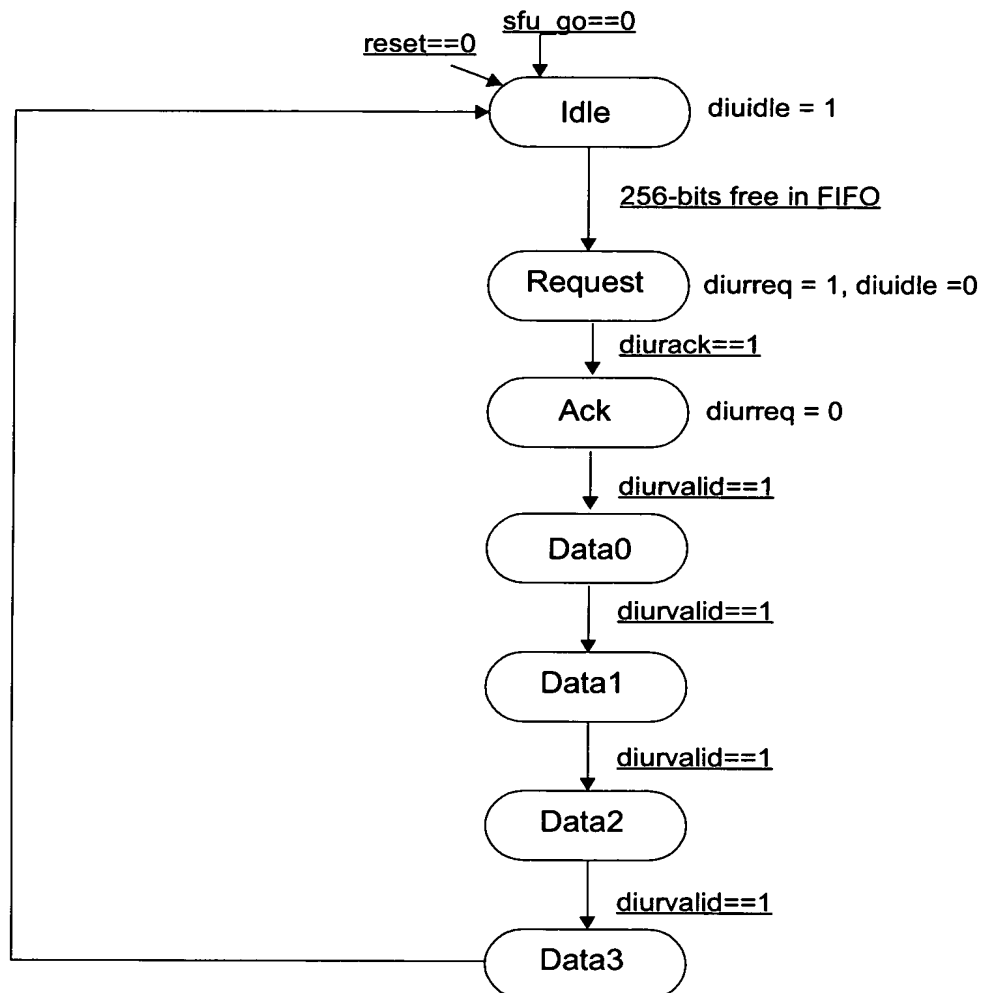 sfu_go==0
reset==0
Idle
diuidle = 1
256-bits free in FIFO
Request
diurreq = 1, diuidle =0
diurack==1
Ack
diurreq = 0
diurvalid==1
Data0
diurvalid==1
Data1
diurvalid==1
Data2
diurvalid==1
Data3